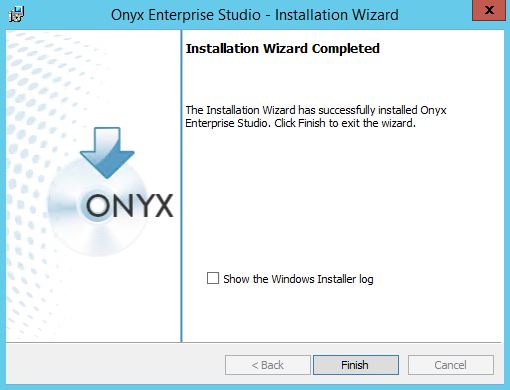 Onyx Enterprise Studio - Installation Wizard
x
Installation Wizard Completed
The Installation Wizard has successfully installed Onyx
Enterprise Studio. Click Finish to exit the wizard.
ONYX
Show the Windows Installer log
< Back
Finish
Cancel